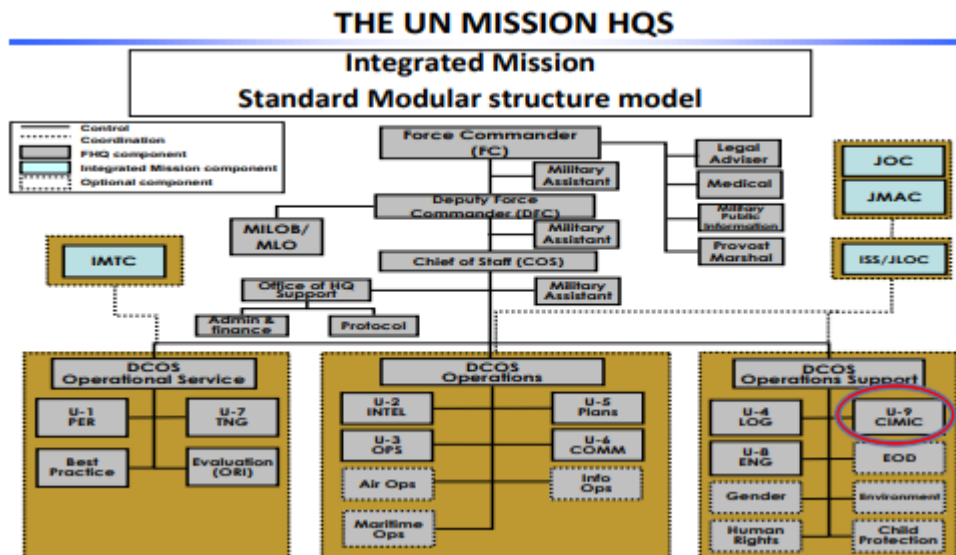 THE UN MISSION HQS
Integrated Mission
Standard Modular structure model
Control
Coordination
FHQ component
Integrated Mission component
Optional component
Force Commander
(FC)
Legal
Adviser
JOC
Military
Assistant
Medical
JMAC
Deputy Force
Commander (DFC)
MILOB/
MLO
Military Public
Information
Military
Assistant
Provost
Marshal
IMTC
Chief of Staff (COS)
ISS/JLOC
Office of HQ
Support
Military
Assistant
Admin &
finance
Protocol
DCOS
Operational Service
U-1
PER
U-7
TNG
Best
Practice
Evaluation
(ORI)
DCOS
Operations
U-2
INTEL
U-5
Plans
U-3
OPS
U-6
COMM
Air Ops
Info
Ops
Maritime
Ops
DCOS
Operations Support
U-4
LOG
U-9
CIMIC
U-8
ENG
EOD
Gender
Environment
Human
Rights
Child
Protection